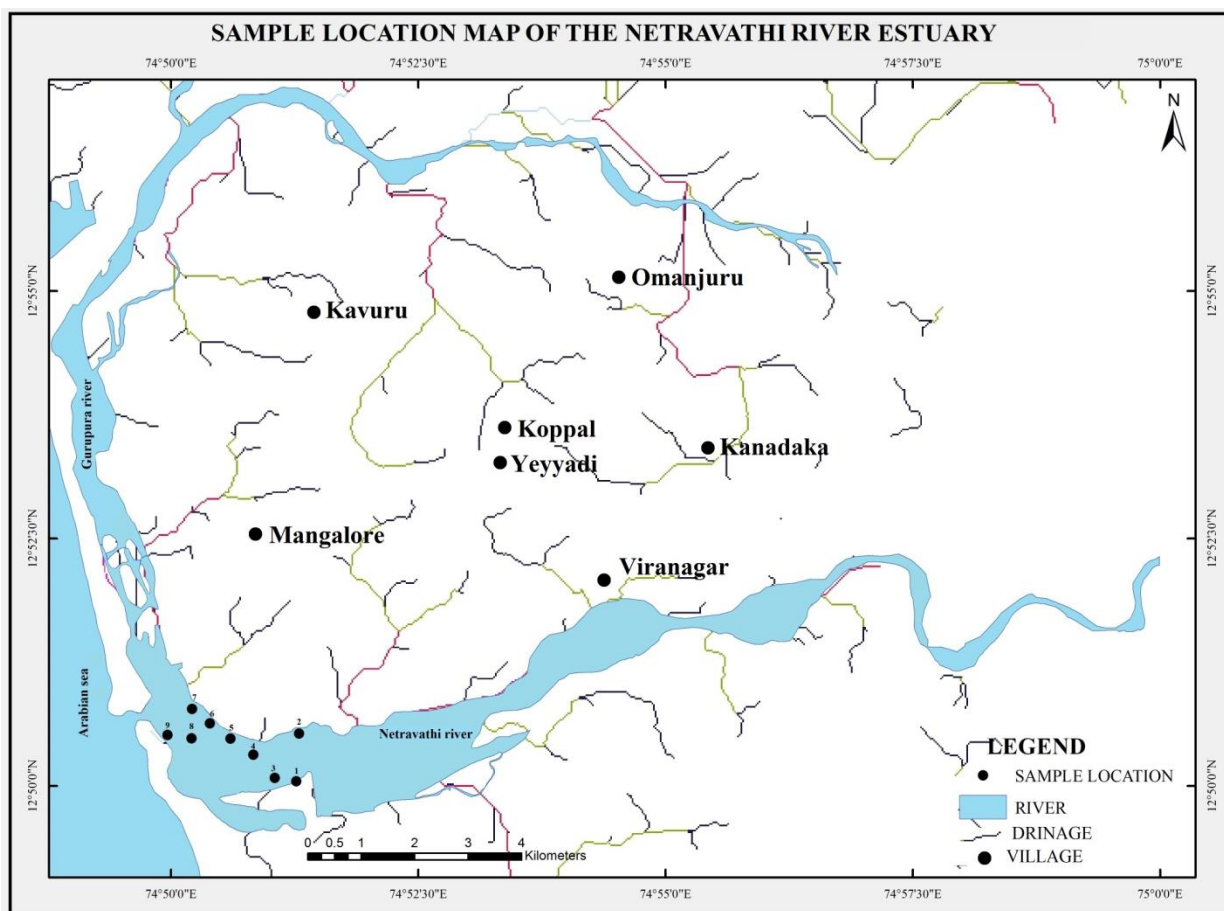 SAMPLE LOCATION MAP OF THE NETRAVATHI RIVER ESTUARY
74°50'0"E 74°52'30"E 74°55'0"E 74°57'30"E 75°0'0"E
N
12°55'0"N
12°55'0"N
Omanjuru
Kavuru
Gurupura river
Koppal
Kanadaka
Yeyyadi
12°52'30"N
12°52'30"N
Mangalore
Viranagar
Arabian sea
7
6
9
8
5
2
4
3
1
Netravathi river
12°50'0"N
12°50'0"N
LEGEND
SAMPLE LOCATION
RIVER
DRINAGE
VILLAGE
0 0.5 1 2 3 4
Kilometers
74°50'0"E 74°52'30"E 74°55'0"E 74°57'30"E 75°0'0"E